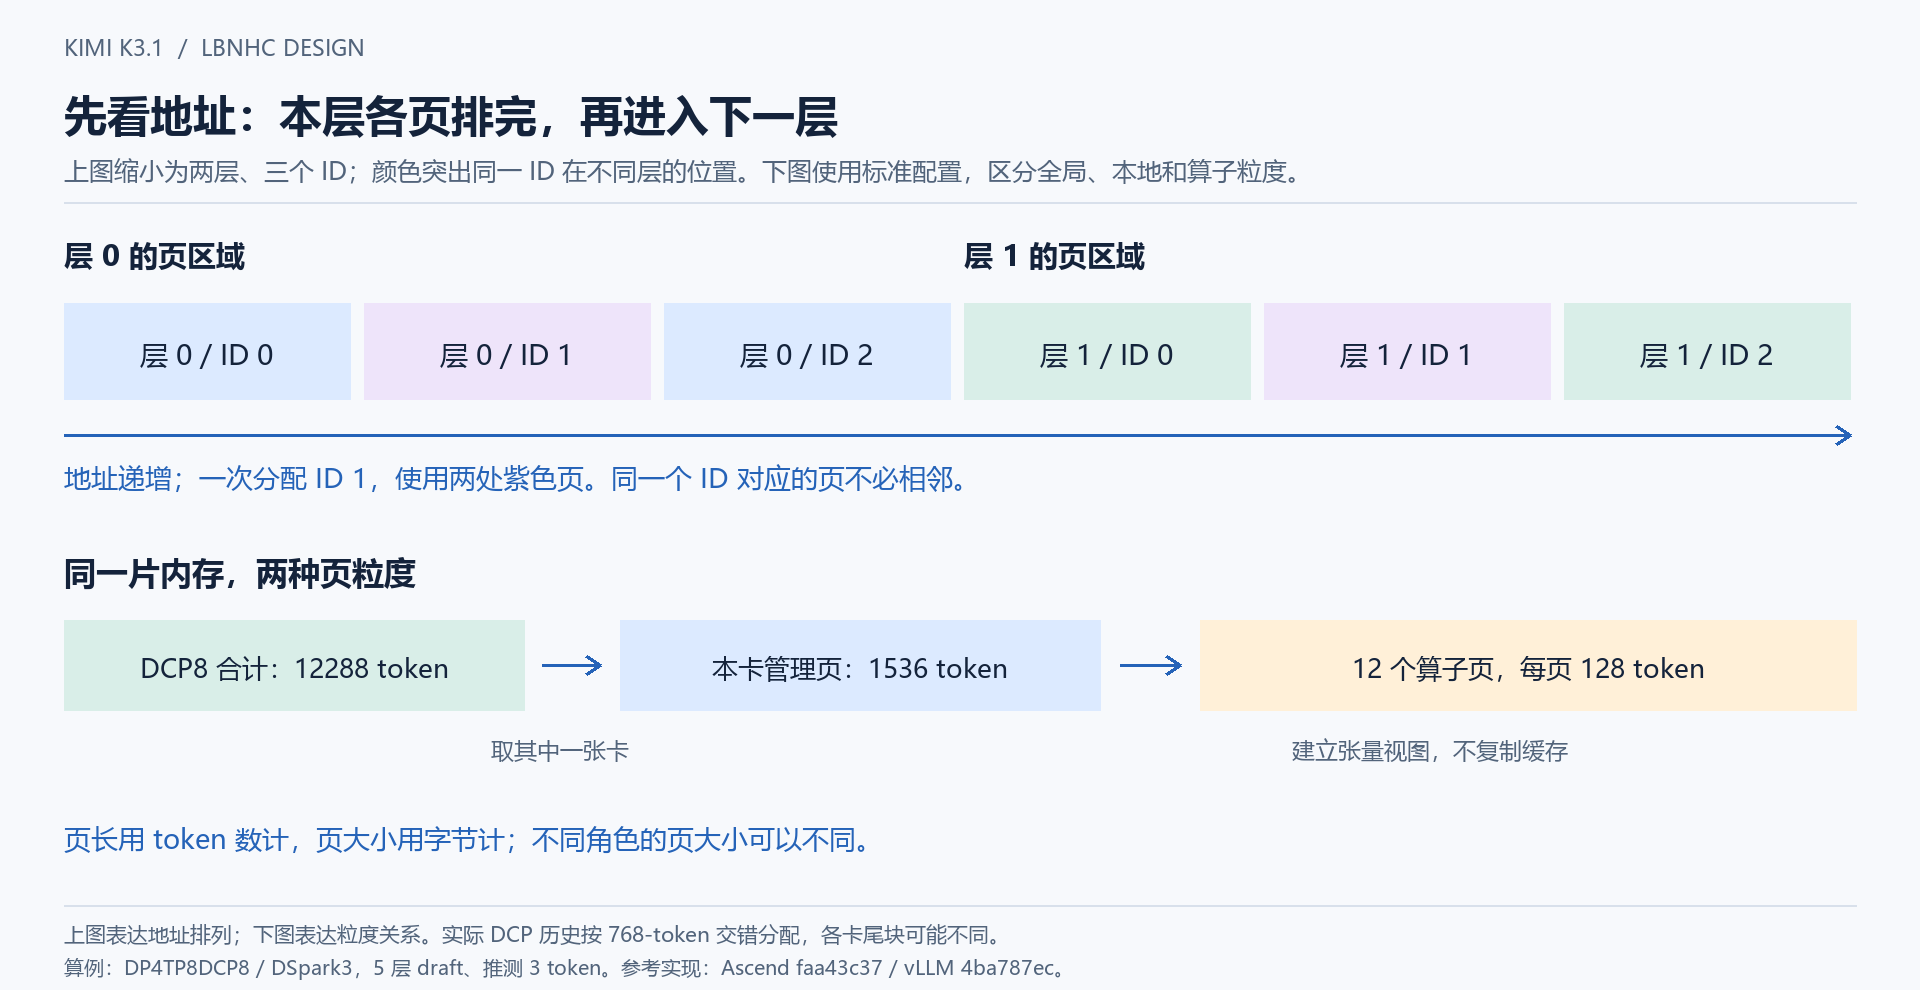 KIMI K3.1 / LBNHC DESIGN
先看地址：本层各页排完，再进入下一层
上图缩小为两层、三个 ID；颜色突出同一 ID 在不同层的位置。下图使用标准配置，区分全局、本地和算子粒度。
层 0 的页区域
层 1 的页区域
层 0 / ID 0
层 0 / ID 1
层 0 / ID 2
层 1 / ID 0
层 1 / ID 1
层 1 / ID 2
地址递增；一次分配 ID 1，使用两处紫色页。同一个 ID 对应的页不必相邻。
同一片内存，两种页粒度
DCP8 合计：12288 token
本卡管理页：1536 token
12 个算子页，每页 128 token
取其中一张卡
建立张量视图，不复制缓存
页长用 token 数计，页大小用字节计；不同角色的页大小可以不同。
上图表达地址排列；下图表达粒度关系。实际 DCP 历史按 768-token 交错分配，各卡尾块可能不同。
算例：DP4TP8DCP8 / DSpark3，5 层 draft、推测 3 token。参考实现：Ascend faa43c37 / vLLM 4ba787ec。